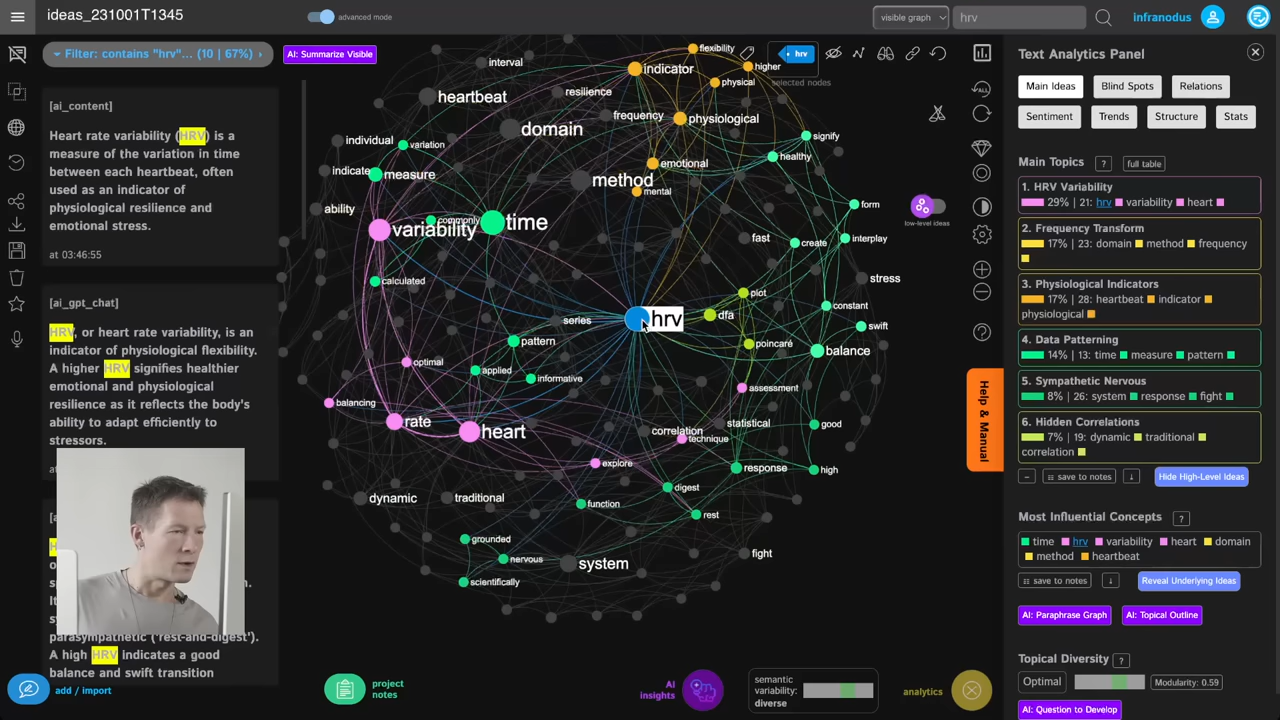 ideas_231001T1345
advanced mode
visible graph
hrv
infranodus
Filter: contains "hrv"... (10 | 67%)
AI: Summarize Visible
[ai_content]
Heart rate variability (HRV) is a
measure of the variation in time
between each heartbeat, often
used as an indicator of
physiological resilience and
emotional stress.
at 03:46:55
[ai_gpt_chat]
HRV, or heart rate variability, is an
indicator of physiological flexibility.
A higher HRV signifies healthier
emotional and physiological
resilience as it reflects the body's
ability to adapt efficiently to
stressors.
parasympathetic ('rest-and-digest').
A high HRV indicates a good
balance and swift transition
add / import
hrv
selected nodes
flexibility
interval
indicator
higher
physical
resilience
heartbeat
frequency
physiological
domain
signify
individual
variation
healthy
emotional
indicate
measure
method
mental
ability
form
commonly
time
variability
fast
create
interplay
stress
calculated
plot
constant
series
hrv
dfa
swift
pattern
poincaré
balance
optimal
applied
informative
assessment
balancing
rate
heart
correlation
statistical
good
technique
explore
response
high
digest
dynamic
traditional
function
rest
grounded
nervous
system
fight
scientifically
low-level ideas
Help & Manual
project
notes
AI
insights
semantic
variability:
diverse
analytics
Text Analytics Panel
Main Ideas
Blind Spots
Relations
Sentiment
Trends
Structure
Stats
Main Topics
?
full table
1. HRV Variability
29% | 21: hrv variability heart
2. Frequency Transform
17% | 23: domain method frequency
3. Physiological Indicators
17% | 28: heartbeat indicator
physiological
4. Data Patterning
14% | 13: time measure pattern
5. Sympathetic Nervous
8% | 26: system response fight
6. Hidden Correlations
7% | 19: dynamic traditional
correlation
save to notes
Hide High-Level Ideas
Most Influential Concepts
?
time hrv variability heart domain
method heartbeat
save to notes
Reveal Underlying Ideas
AI: Paraphrase Graph
AI: Topical Outline
Topical Diversity
?
Optimal
Modularity: 0.59
AI: Question to Develop